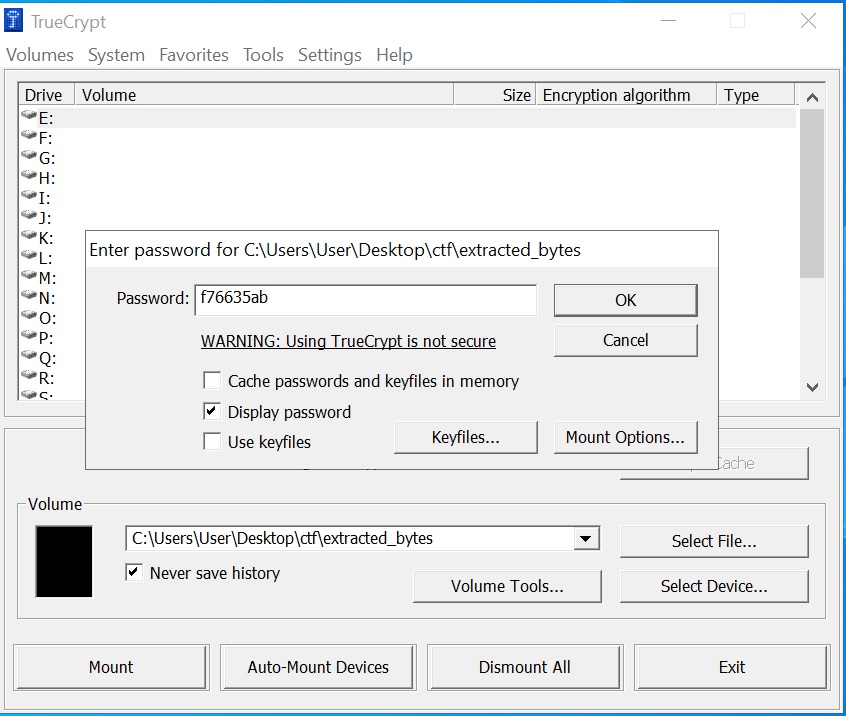 TrueCrypt
Volumes System Favorites Tools Settings Help
Drive Volume Size Encryption algorithm Type
E:
F:
G:
H:
I:
J:
K:
L:
M:
N:
O:
P:
Q:
R:
S:
Enter password for C:\Users\User\Desktop\ctf\extracted_bytes
Password: f76635ab OK
WARNING: Using TrueCrypt is not secure Cancel
Cache passwords and keyfiles in memory
Display password
Use keyfiles Keyfiles... Mount Options...
Cache
Volume
C:\Users\User\Desktop\ctf\extracted_bytes Select File...
Never save history Volume Tools... Select Device...
Mount Auto-Mount Devices Dismount All Exit